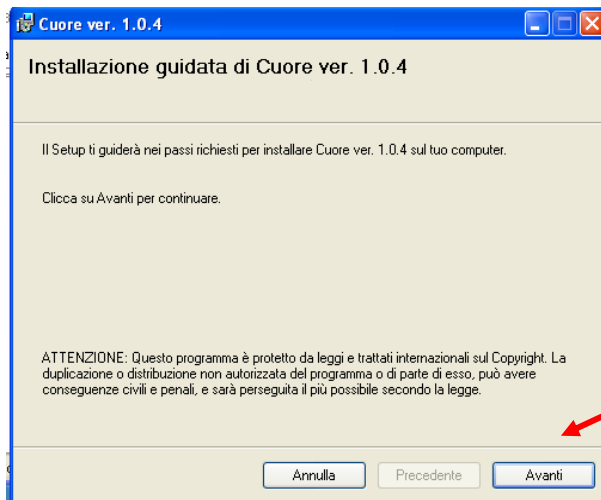 Cuore ver. 1.0.4
Installazione guidata di Cuore ver. 1.0.4
Il Setup ti guiderà nei passi richiesti per installare Cuore ver. 1.0.4 sul tuo computer.
Clicca su Avanti per continuare.
ATTENZIONE: Questo programma è protetto da leggi e trattati internazionali sul Copyright. La
duplicazione o distribuzione non autorizzata del programma o di parte di esso, può avere
conseguenze civili e penali, e sarà perseguita il più possibile secondo la legge.
Annulla Precedente Avanti